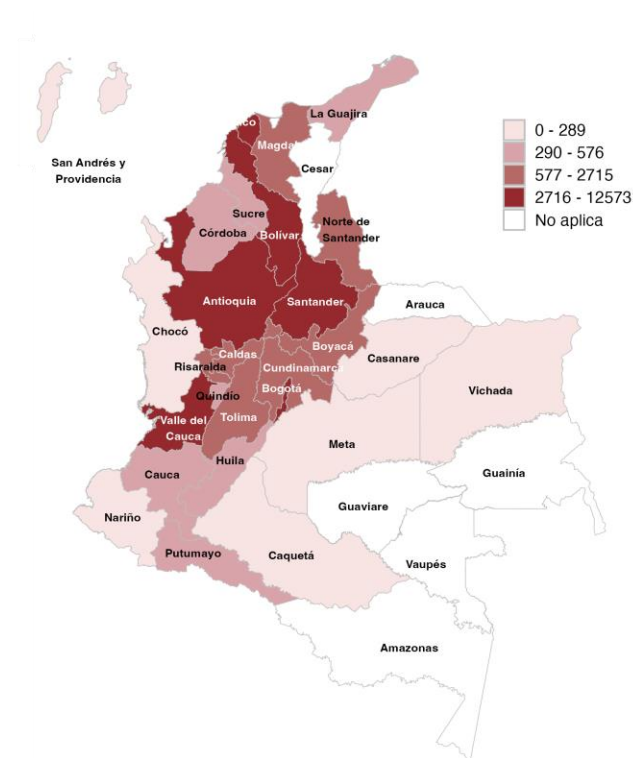 La Guajira
0 - 289
290 - 576
577 - 2715
2716 - 12573
No aplica
ico
Magda
Cesar
San Andrés y
Providencia
Sucre
Córdoba
Bolívar
Norte de
Santander
Antioquia
Santander
Arauca
Chocó
Caldas
Boyacá
Risaralda
Cundinamarca
Casanare
Quindío
Bogotá
Vichada
Tolima
Valle del
Cauca
Meta
Huila
Cauca
Guainía
Guaviare
Nariño
Putumayo
Caquetá
Vaupés
Amazonas